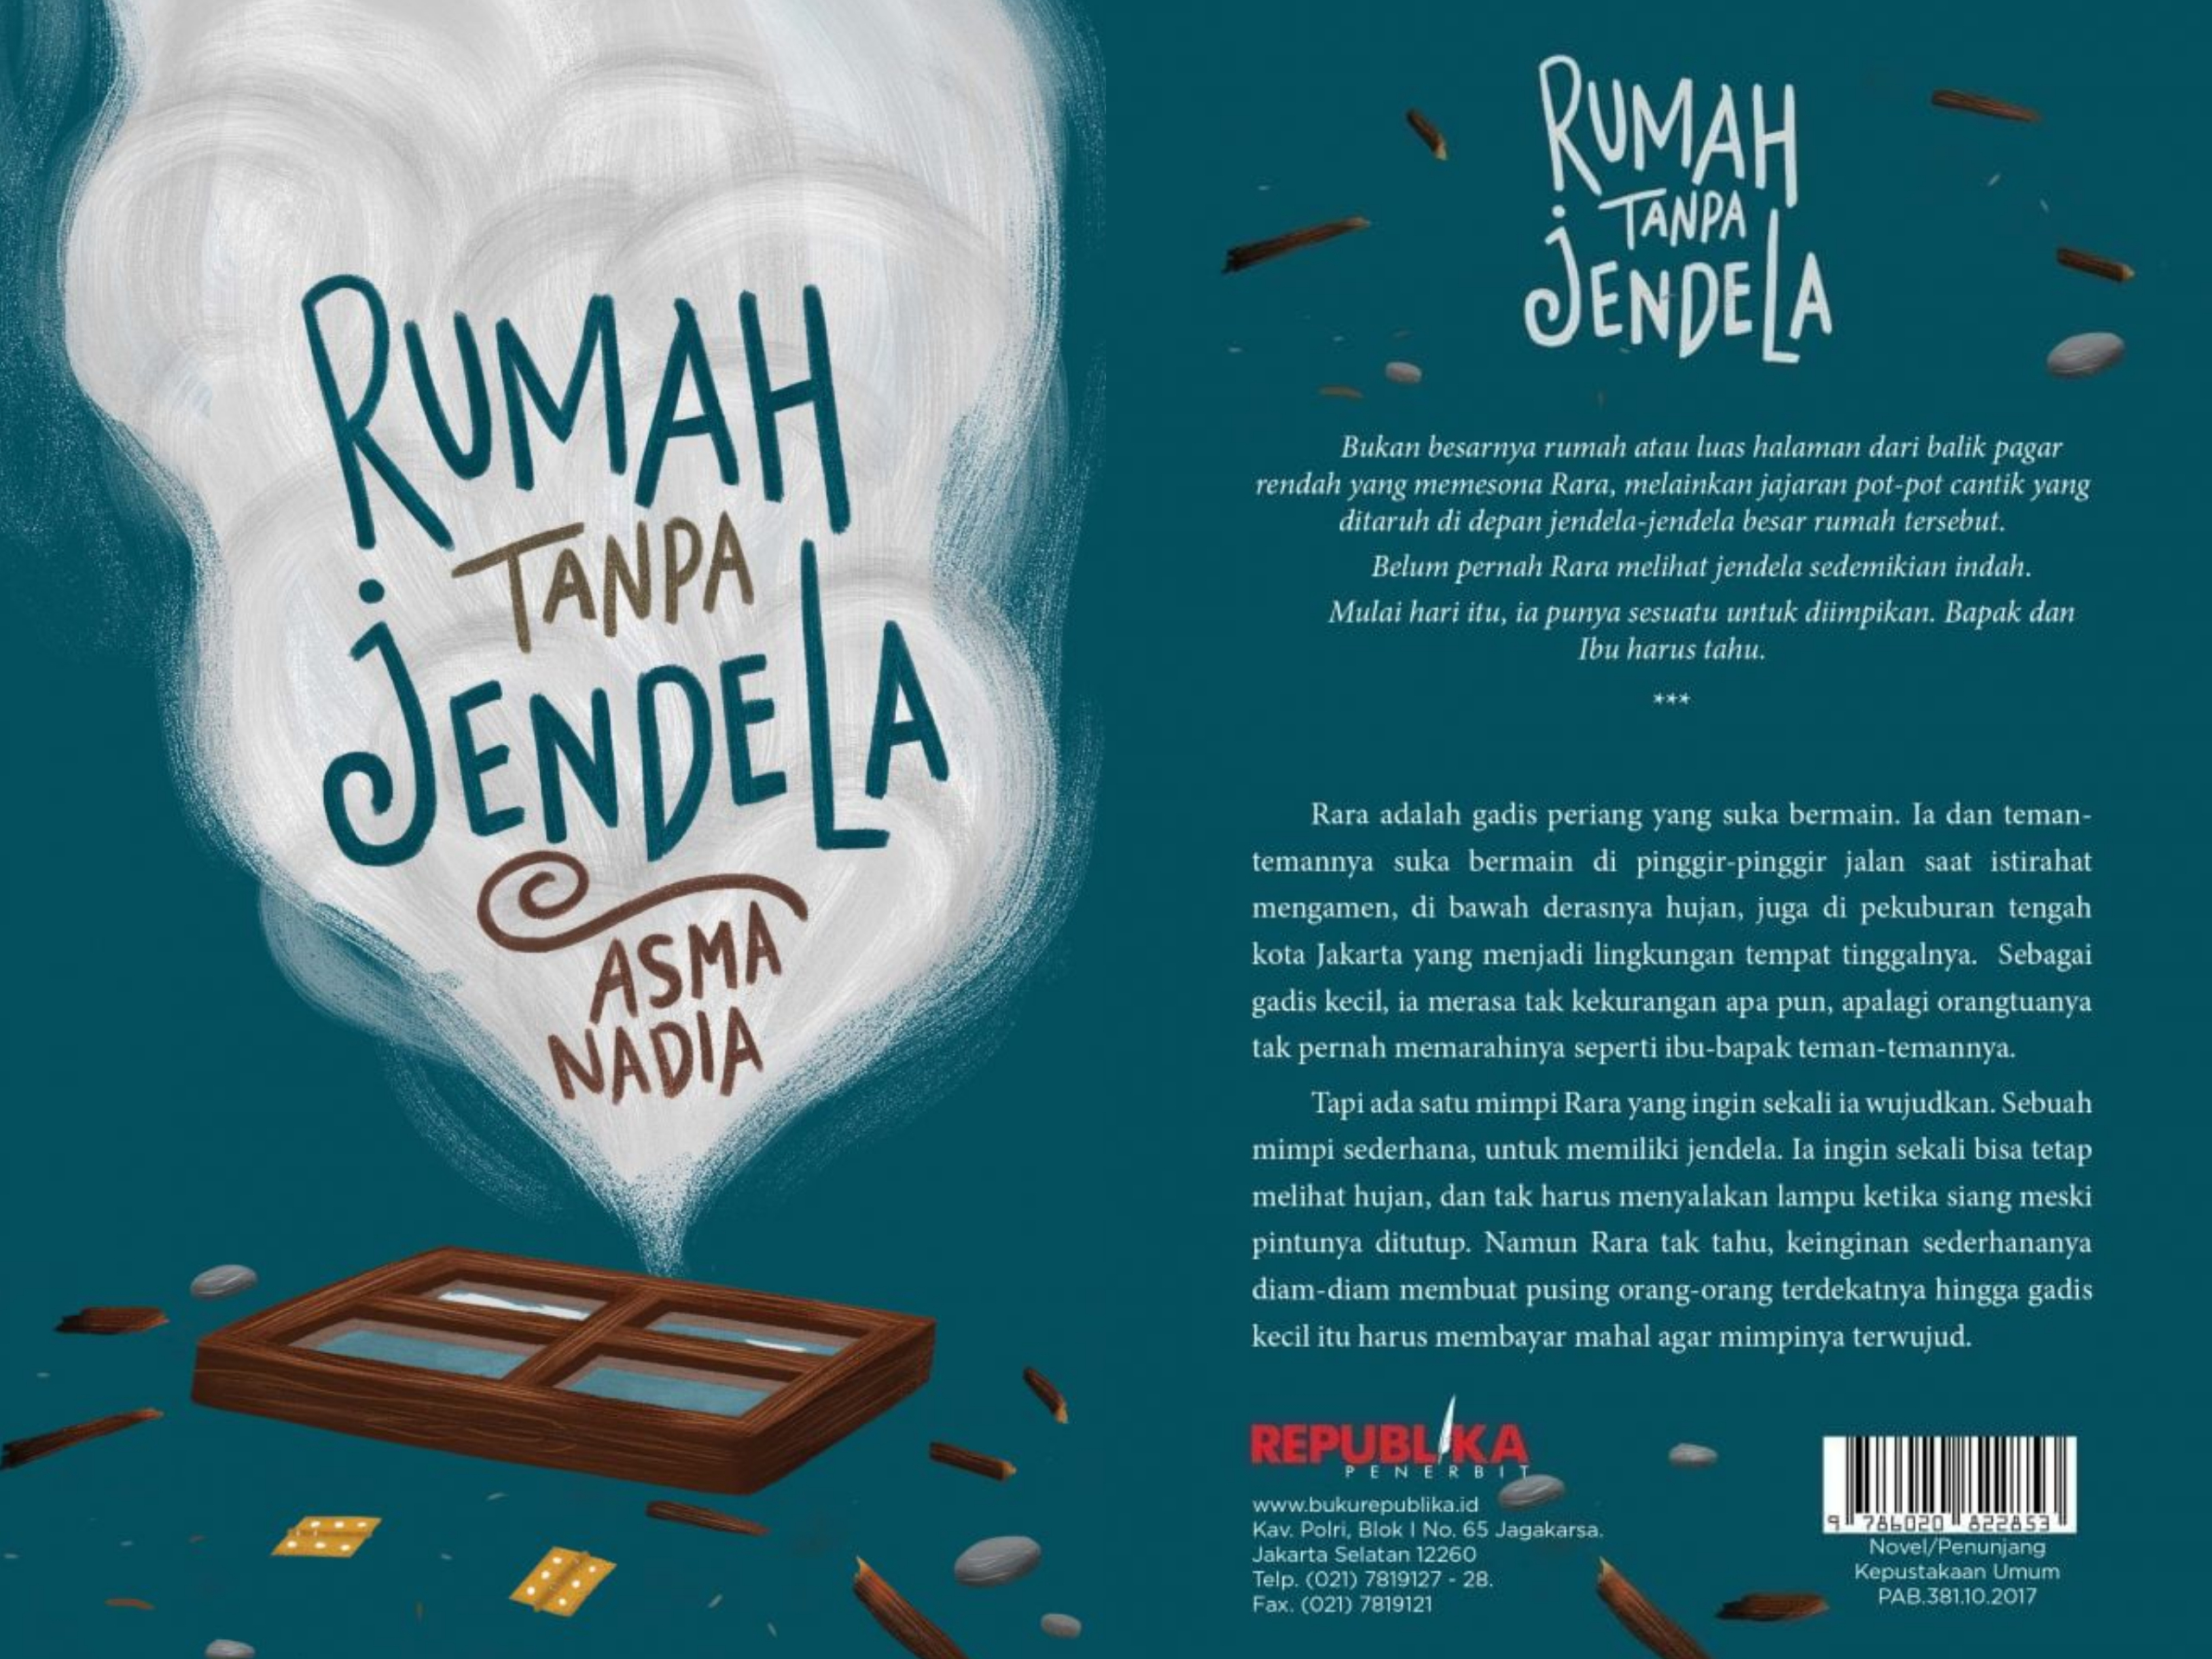 RUMAH
TANPA
JENDELA
ASMA
NADIA
RUMAH
TANPA
JENDELA
Bukan besarnya rumah atau luas halaman dari balik pagar
rendah yang memesona Rara, melainkan jajaran pot-pot cantik yang
ditaruh di depan jendela-jendela besar rumah tersebut.
Belum pernah Rara melihat jendela sedemikian indah.
Mulai hari itu, ia punya sesuatu untuk diimpikan. Bapak dan
Ibu harus tahu.
***
Rara adalah gadis periang yang suka bermain. Ia dan teman-
temannya suka bermain di pinggir-pinggir jalan saat istirahat
mengamen, di bawah derasnya hujan, juga di pekuburan tengah
kota Jakarta yang menjadi lingkungan tempat tinggalnya. Sebagai
gadis kecil, ia merasa tak kekurangan apa pun, apalagi orangtuanya
tak pernah memarahinya seperti ibu-bapak teman-temannya.
Tapi ada satu mimpi Rara yang ingin sekali ia wujudkan. Sebuah
mimpi sederhana, untuk memiliki jendela. Ia ingin sekali bisa tetap
melihat hujan, dan tak harus menyalakan lampu ketika siang meski
pintunya ditutup. Namun Rara tak tahu, keinginan sederhananya
diam-diam membuat pusing orang-orang terdekatnya hingga gadis
kecil itu harus membayar mahal agar mimpinya terwujud.
REPUBLIKA
PENERBIT
www.bukurepublika.id
Kav. Polri, Blok I No. 65 Jagakarsa.
Jakarta Selatan 12260
Telp. (021) 7819127 - 28.
Fax. (021) 7819121
9 786020 822853
Novel/Penunjang
Kepustakaan Umum
PAB.381.10.2017